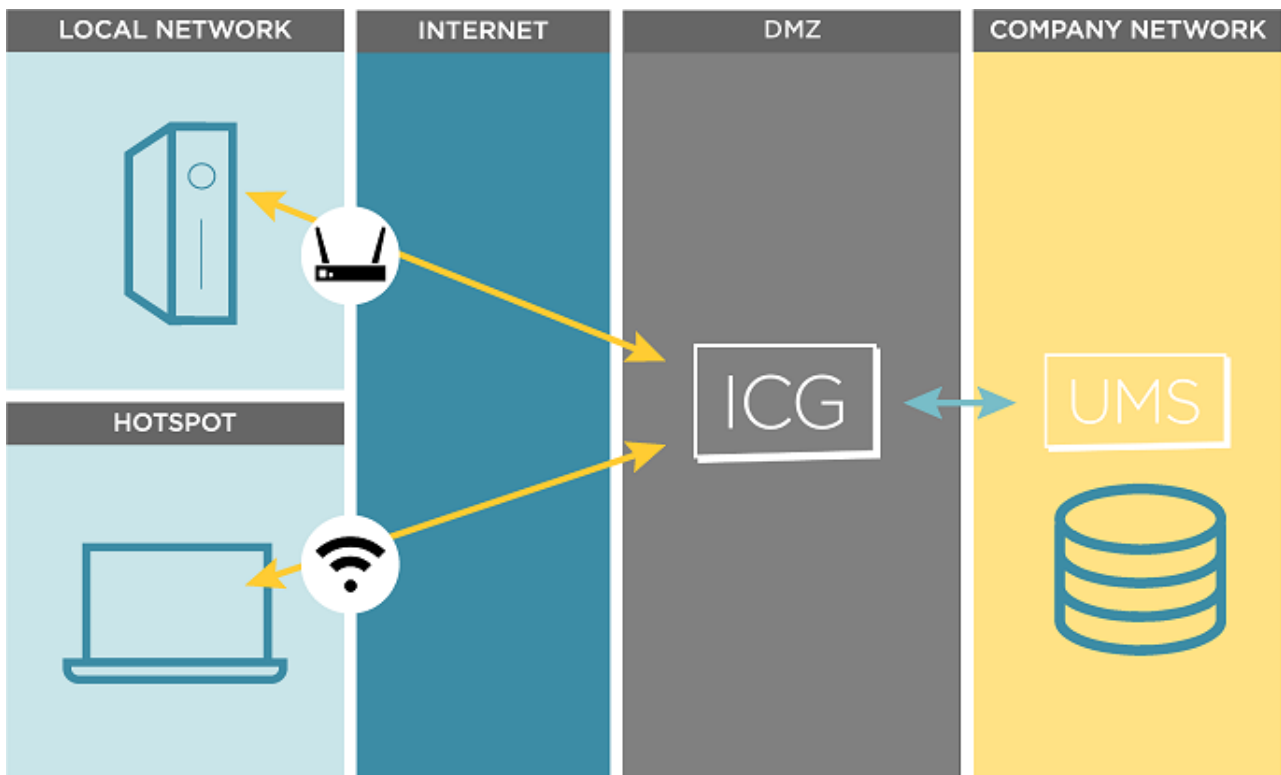 LOCAL NETWORK
INTERNET
DMZ
COMPANY NETWORK
ICG
UMS
HOTSPOT